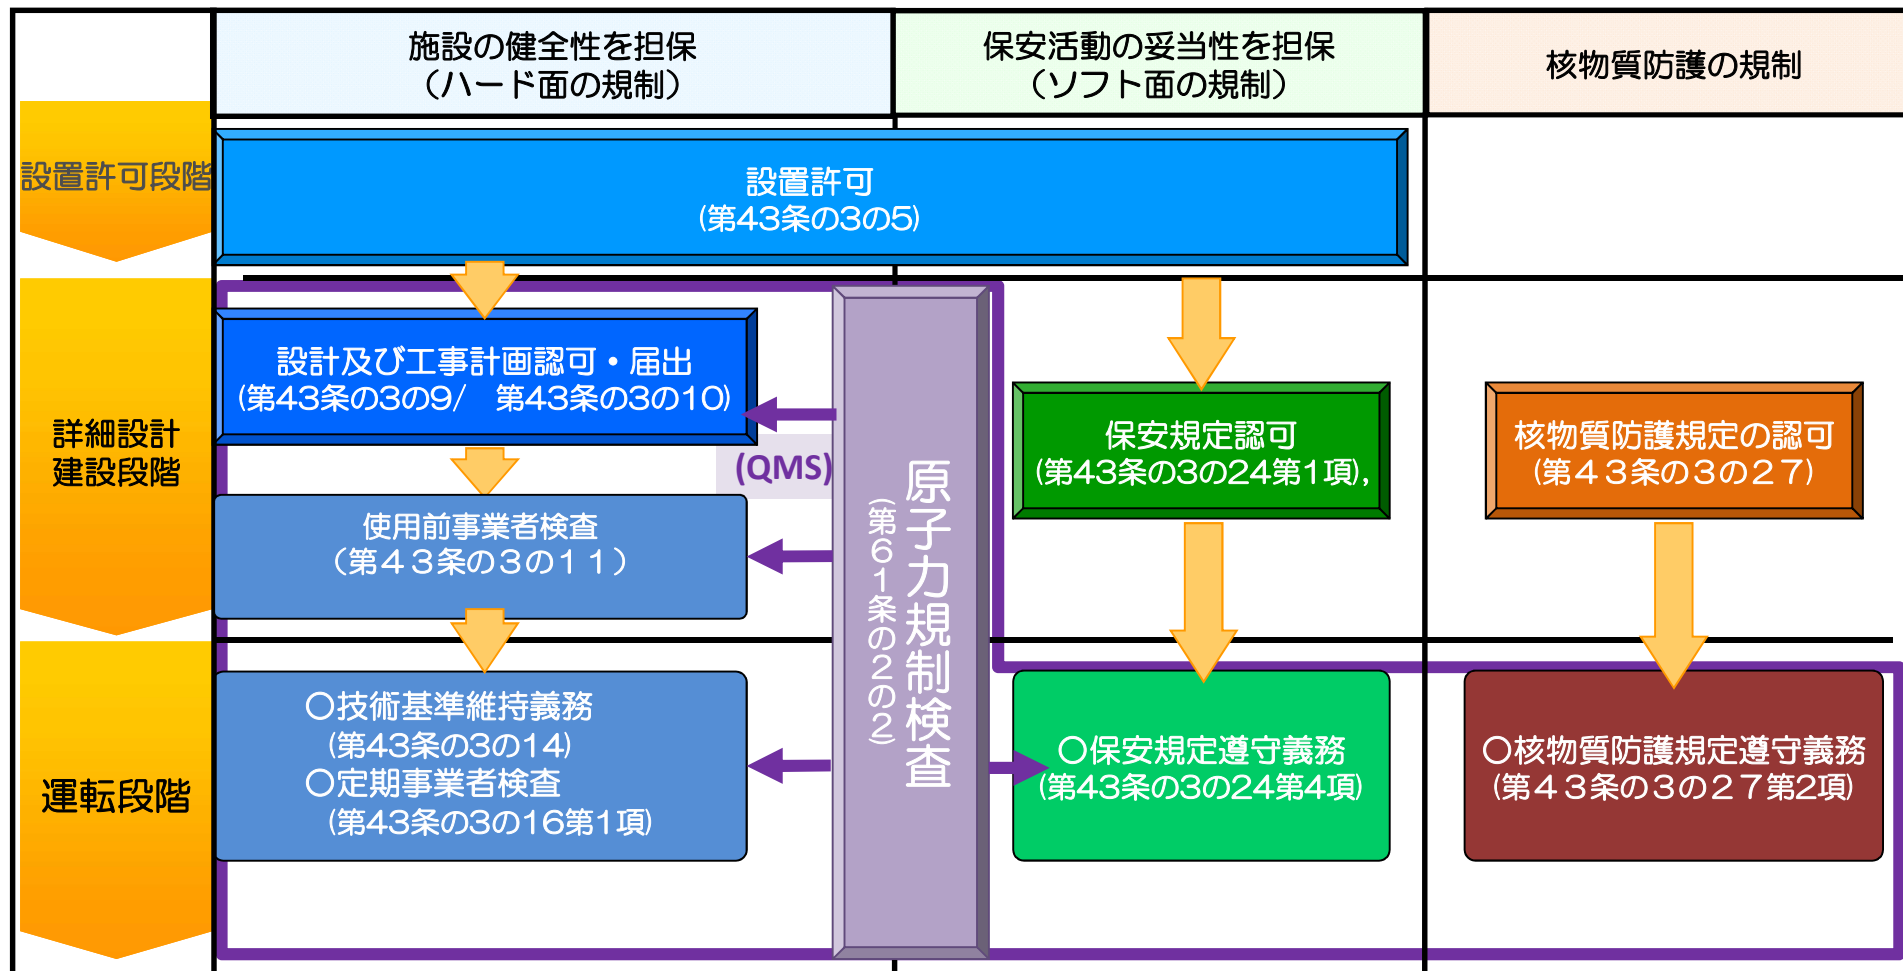 施設の健全性を担保
（ハード面の規制）
保安活動の妥当性を担保
（ソフト面の規制）
核物質防護の規制
設置許可段階
設置許可
(第43条の3の5)
詳細設計
建設段階
設計及び工事計画認可・届出
(第43条の3の9/　第43条の3の10)
(QMS)
使用前事業者検査
（第４３条の３の１１）
原子力規制検査
(第61条の2の2)
保安規定認可
(第43条の3の24第1項),
核物質防護規定の認可
(第４３条の３の２７)
運転段階
〇技術基準維持義務
(第43条の3の14)
〇定期事業者検査
(第43条の3の16第1項)
〇保安規定遵守義務
(第43条の3の24第4項)
〇核物質防護規定遵守義務
(第４３条の３の２７第2項)